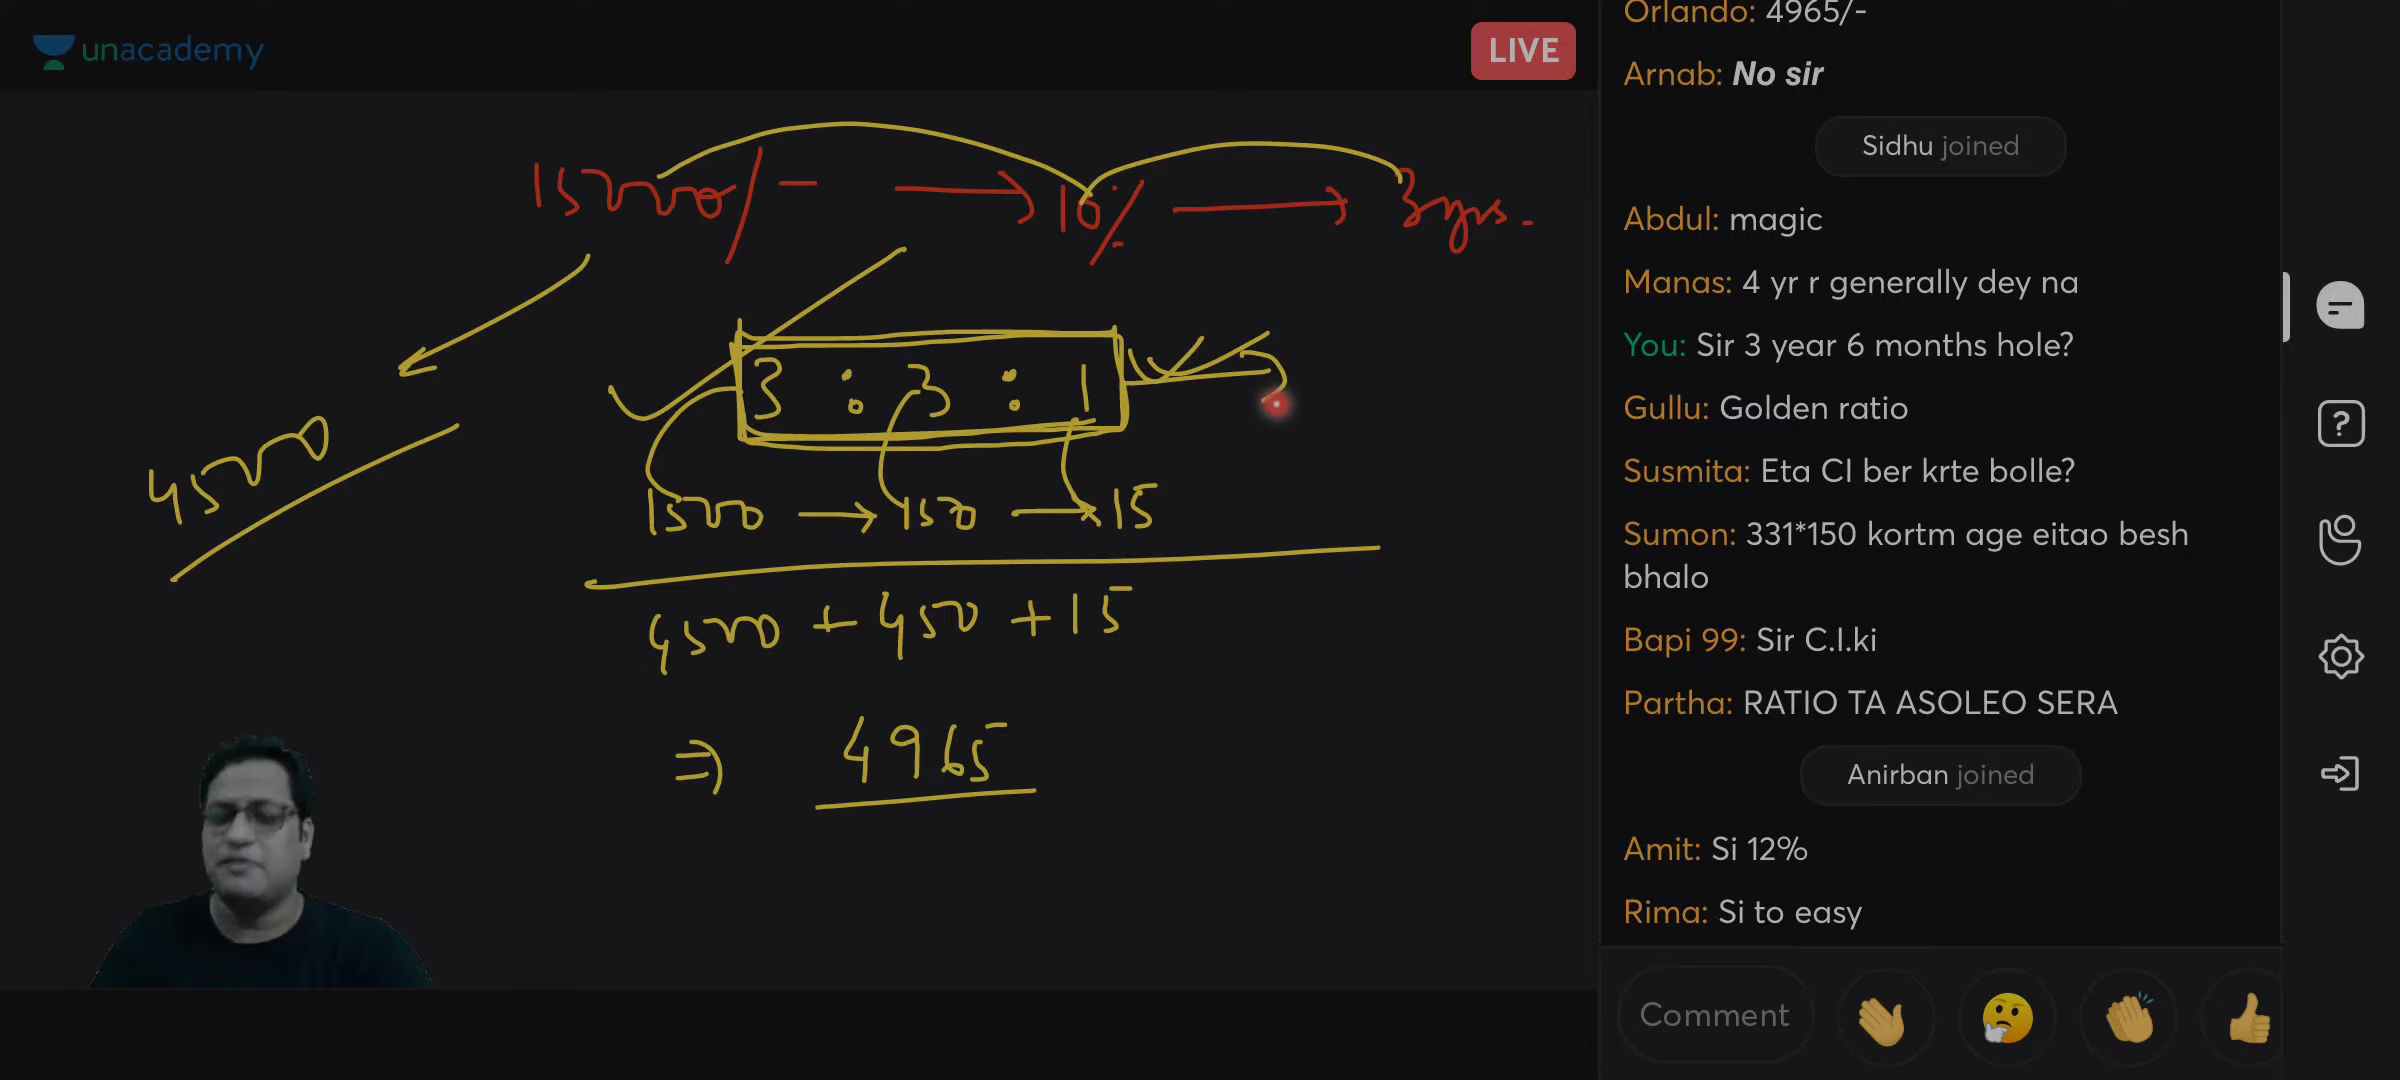 unacademy
LIVE
15000/- → 10% → 3yrs.
3 : 3 : 1
4500
1500 → 150 → 15
4500 + 450 + 15
⇒ 4965
Orlando: 4965/-
Arnab: No sir
Sidhu joined
Abdul: magic
Manas: 4 yr r generally dey na
You: Sir 3 year 6 months hole?
Gullu: Golden ratio
Susmita: Eta CI ber krte bolle?
Sumon: 331*150 kortm age eitao besh
bhalo
Bapi 99: Sir C.I.ki
Partha: RATIO TA ASOLEO SERA
Anirban joined
Amit: Si 12%
Rima: Si to easy
Comment